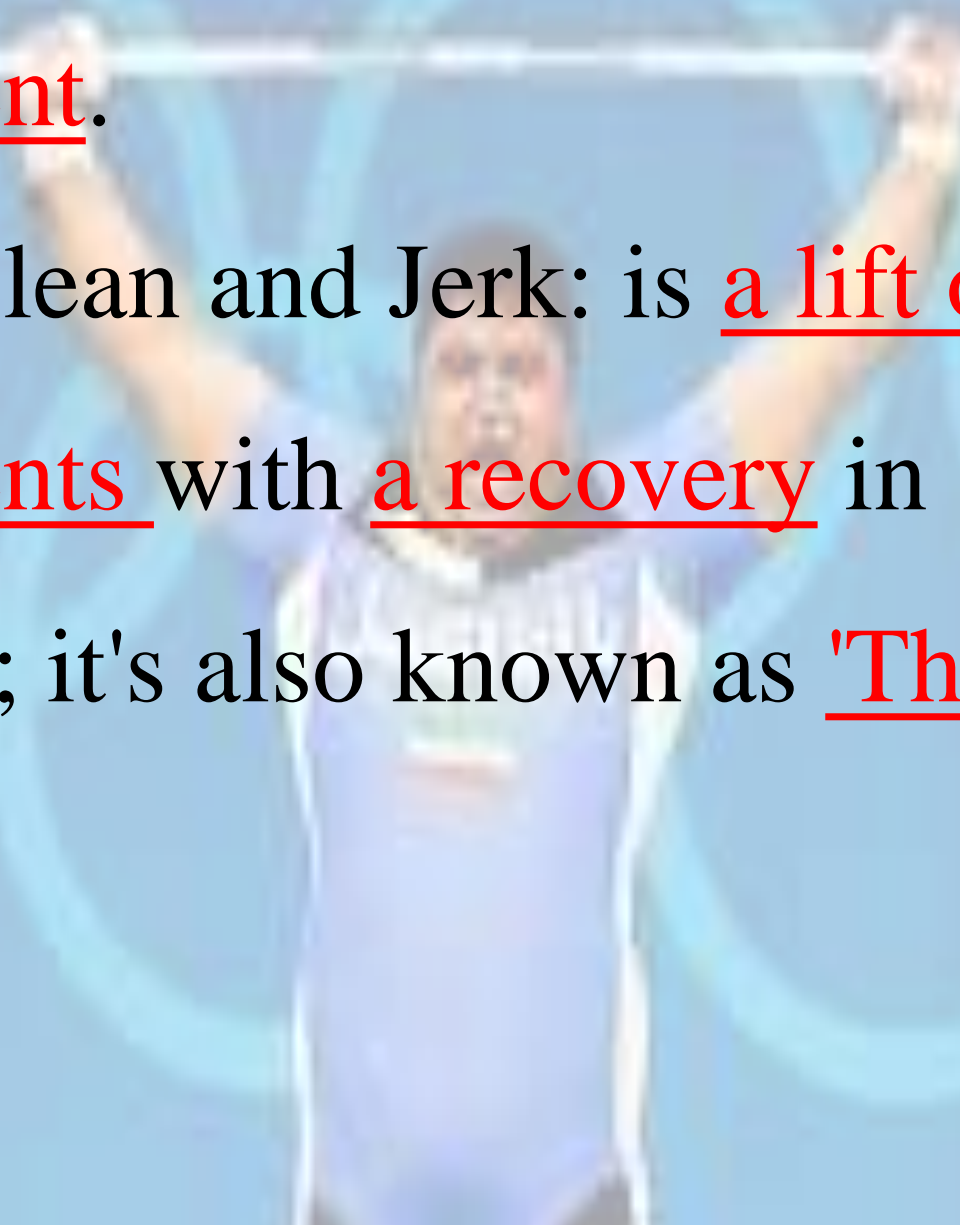 nt.
lean and Jerk: is a lift
nts with a recovery in
; it's also known as 'Th